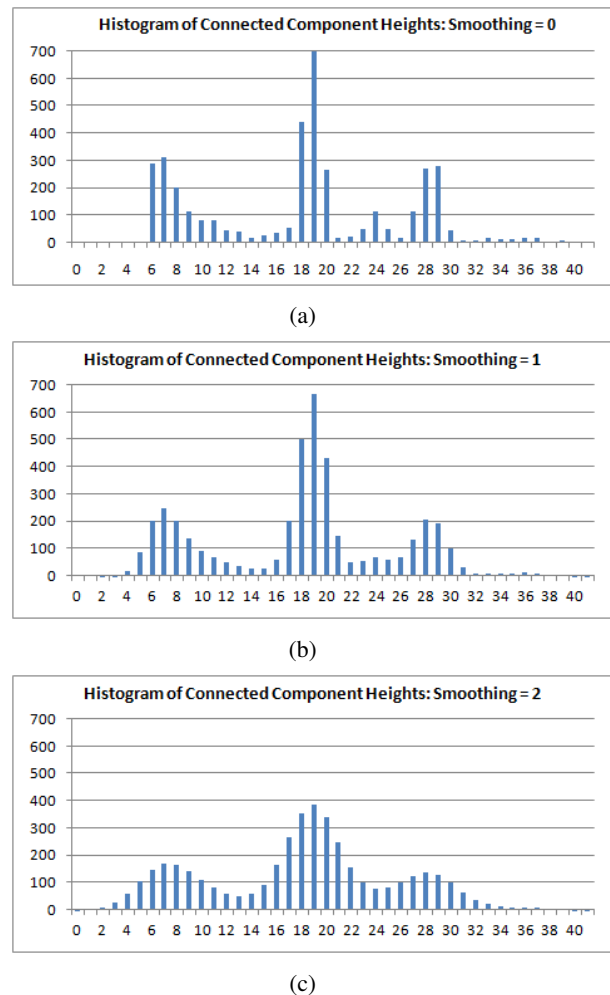 Histogram of Connected Component Heights: Smoothing = 0
700
600
500
400
300
200
100
0
0 2 4 6 8 10 12 14 16 18 20 22 24 26 28 30 32 34 36 38 40
(a)
Histogram of Connected Component Heights: Smoothing = 1
700
600
500
400
300
200
100
0
0 2 4 6 8 10 12 14 16 18 20 22 24 26 28 30 32 34 36 38 40
(b)
Histogram of Connected Component Heights: Smoothing = 2
700
600
500
400
300
200
100
0
0 2 4 6 8 10 12 14 16 18 20 22 24 26 28 30 32 34 36 38 40
(c)